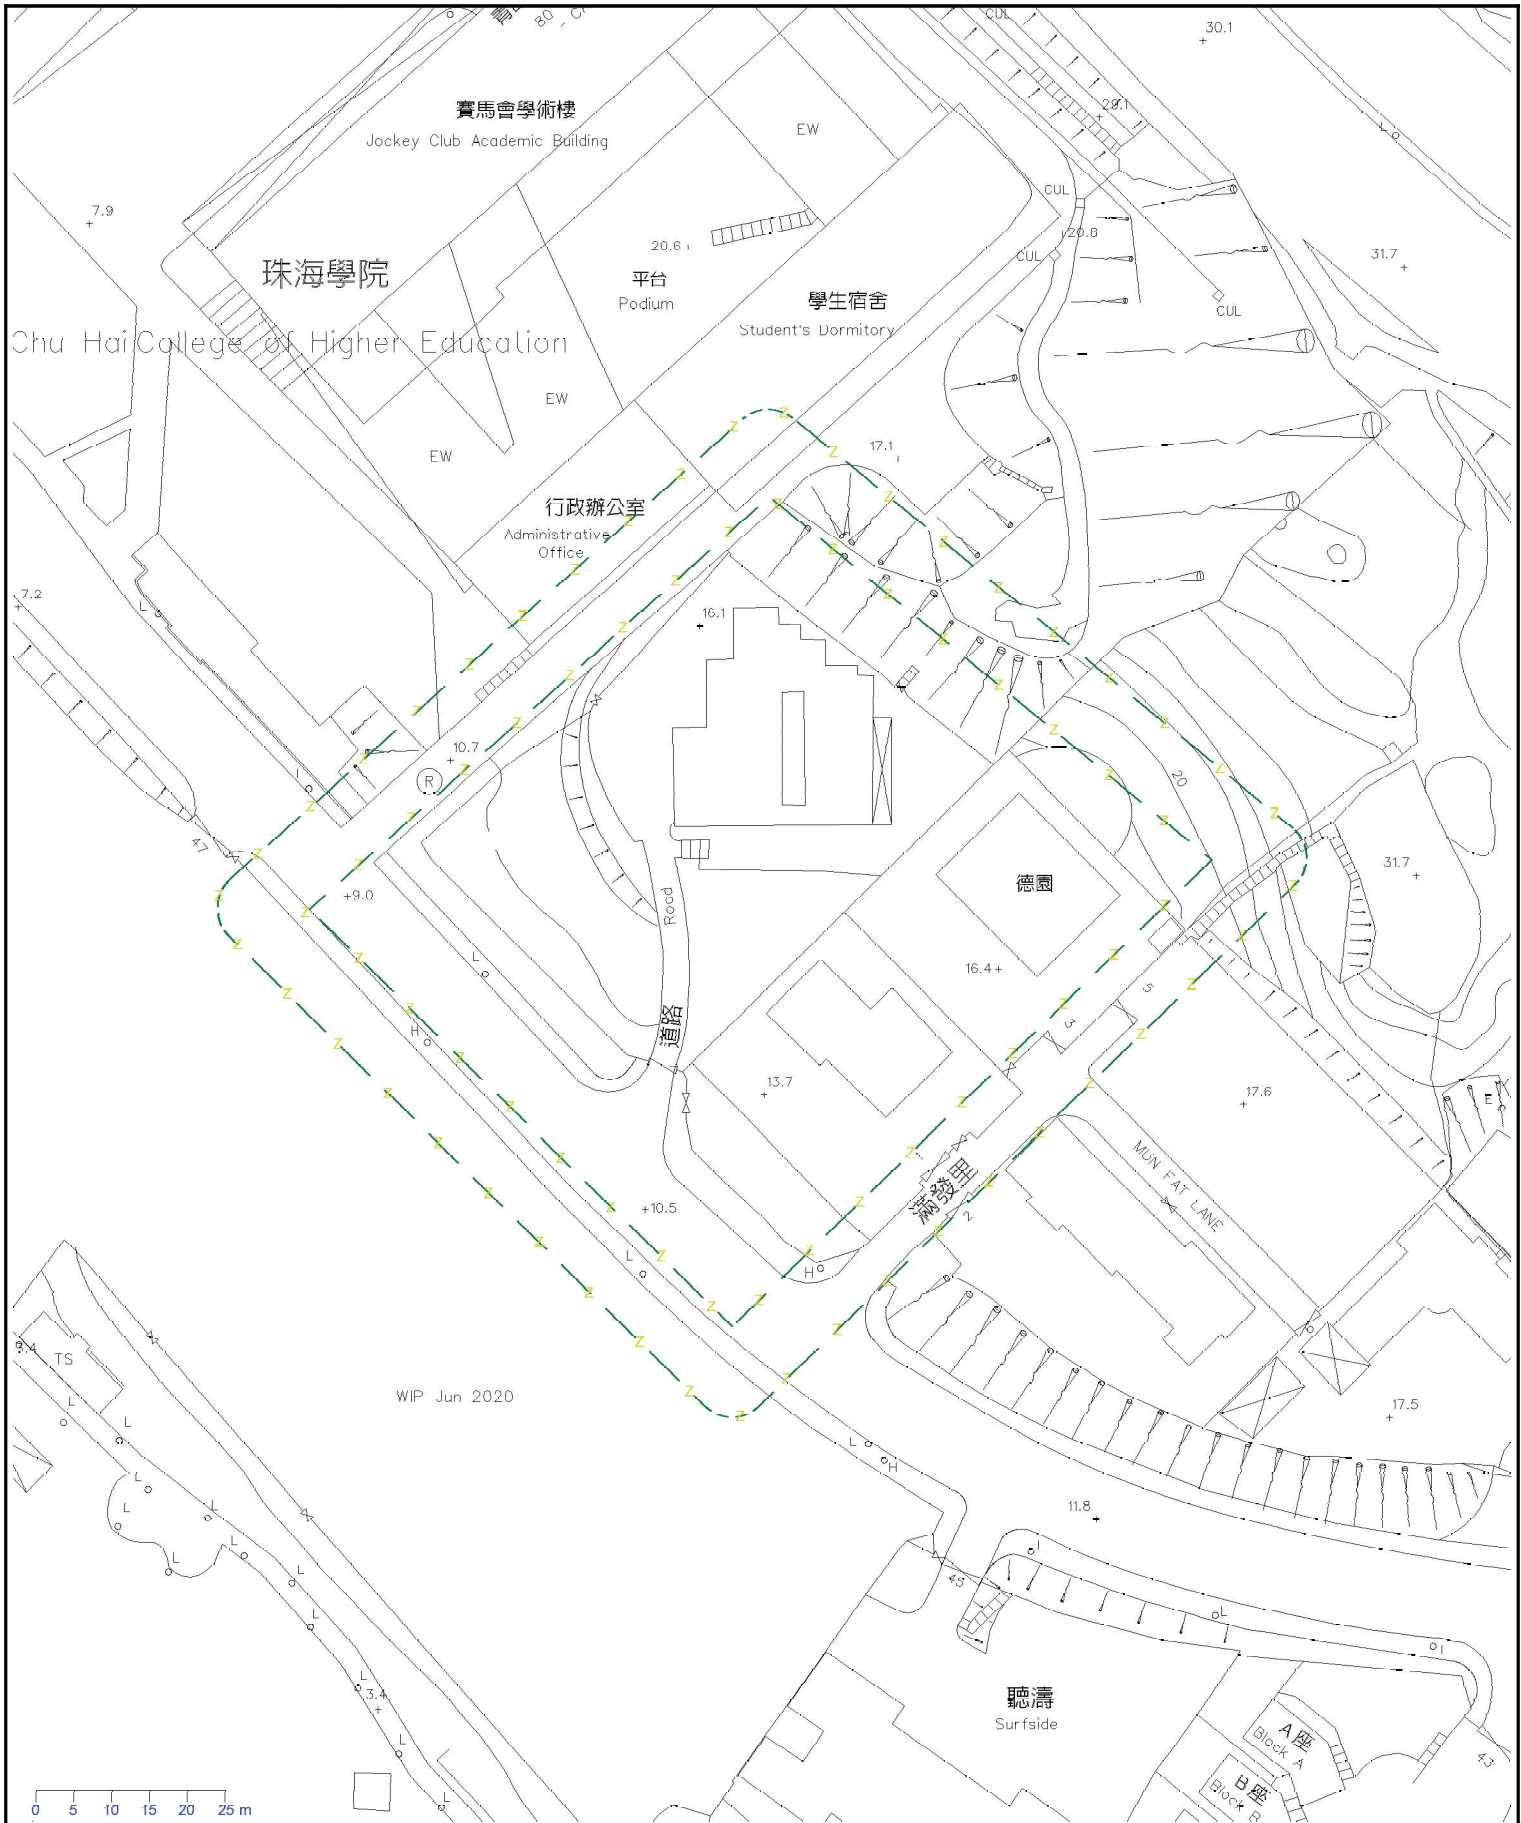 CUL
30.1
29.1
賽馬會學術樓
Jockey Club Academic Building
EW
7.9
CUL
20.8
20.6
CUL
31.7
珠海學院
平台
Podium
學生宿舍
Student's Dormitory
CUL
Chu Hai College of Higher Education
EW
EW
17.1
行政辦公室
Administrative
Office
7.2
L
16.1
10.7
R
20
47
31.7
+9.0
德園
Road
道路
L
16.4+
5
3
H
13.7
17.6
E
MUN FAT LANE
滿發里
2
+10.5
L
H
TS
WIP Jun 2020
17.5
L
L
L
H
L
L
L
L
L
11.8
L
45
L
L
3.4
聽濤
Surfside
A座
Block A
43
B座
Block B
L
L
0 5 10 15 20 25 m